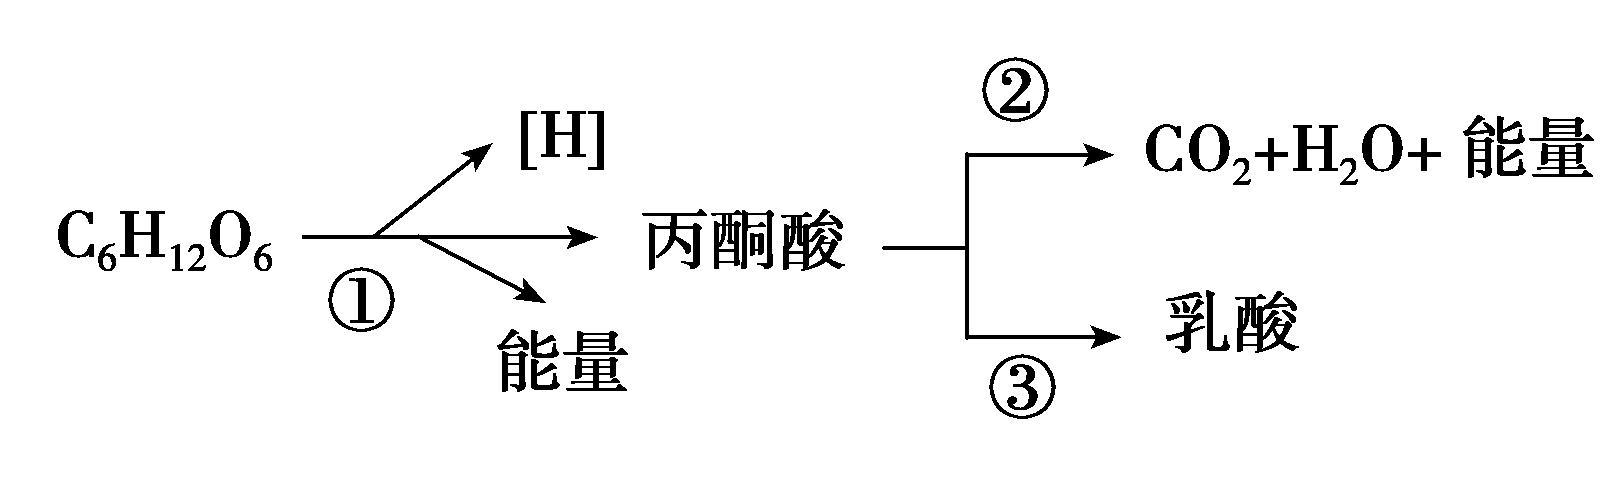 ②
[H]
CO₂+H₂O+ 能量
C₆H₁₂O₆
丙酮酸
①
乳酸
能量
③